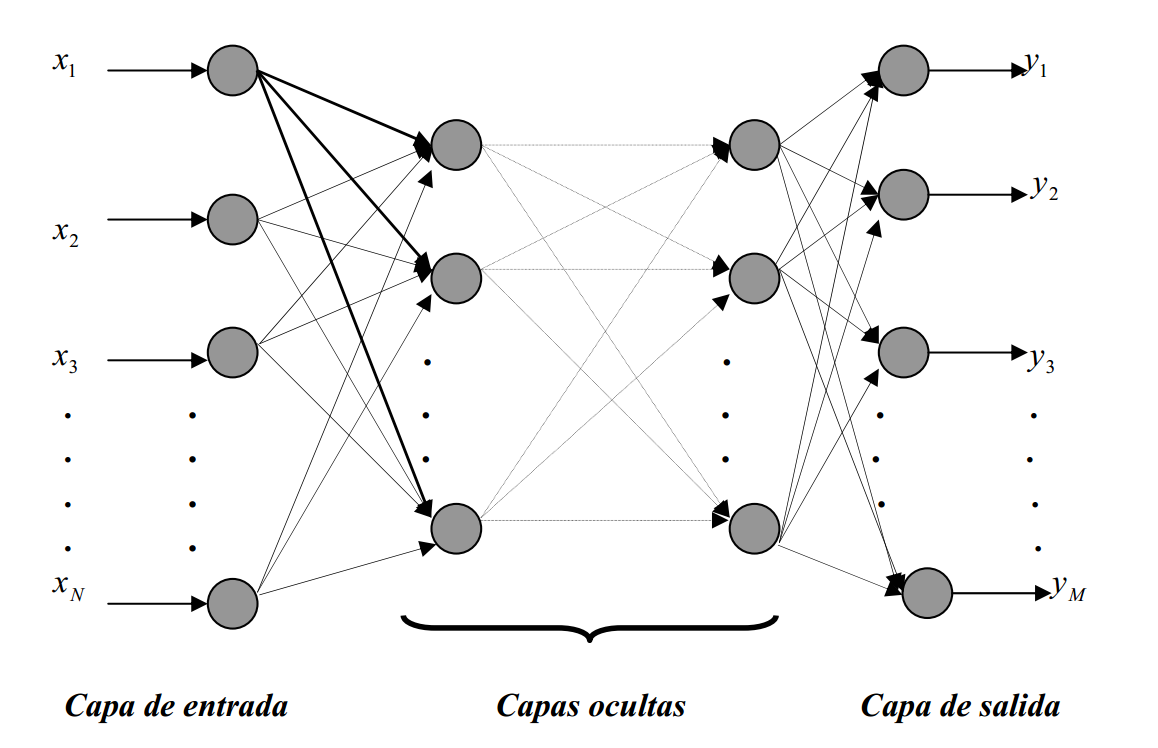 x1
y1
x2
y2
x3
y3
xN
yM
Capa de entrada
Capas ocultas
Capa de salida